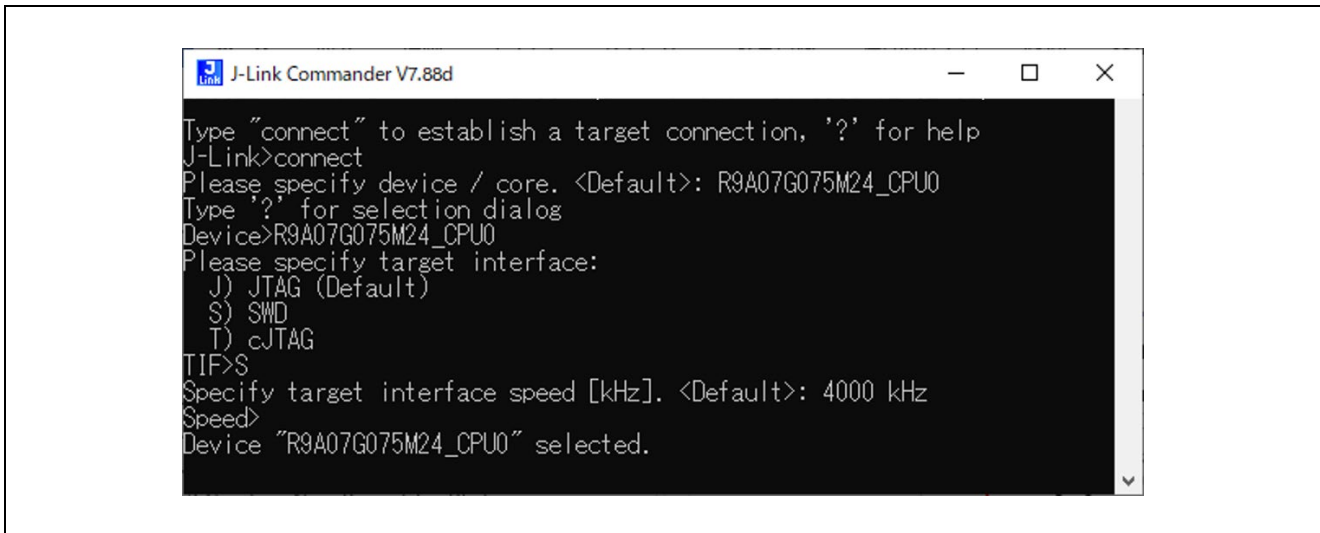 J-Link Commander V7.88d
Type "connect" to establish a target connection, '?' for help
J-Link>connect
Please specify device / core. <Default>: R9A07G075M24_CPU0
Type '?' for selection dialog
Device>R9A07G075M24_CPU0
Please specify target interface:
  J) JTAG (Default)
  S) SWD
  T) cJTAG
TIF>S
Specify target interface speed [kHz]. <Default>: 4000 kHz
Speed>
Device "R9A07G075M24_CPU0" selected.